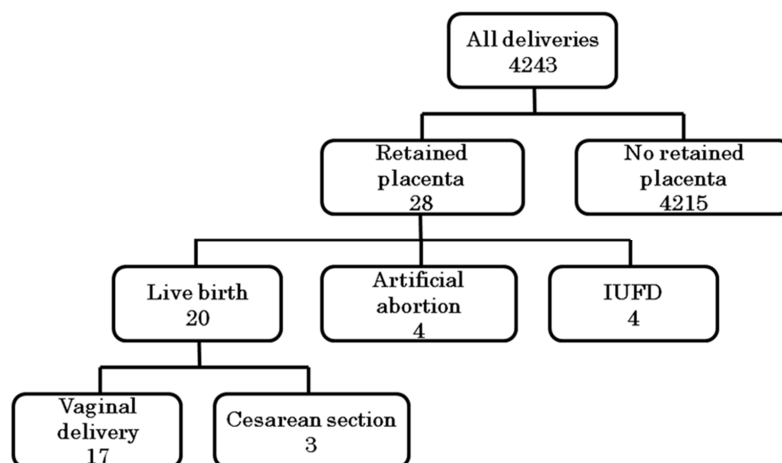 All deliveries
4243
Retained
placenta
28
No retained
placenta
4215
Live birth
20
Artificial
abortion
4
IUFD
4
Vaginal
delivery
17
Cesarean section
3